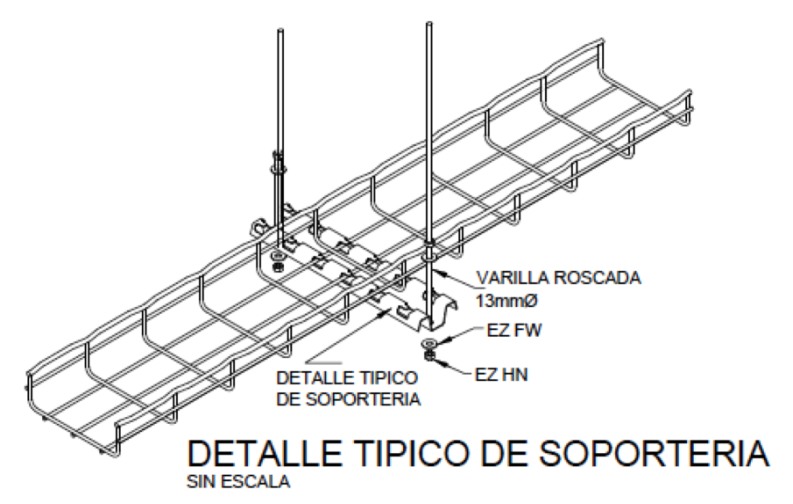 VARILLA ROSCADA
13mmØ
EZ FW
EZ HN
DETALLE TIPICO
DE SOPORTERIA
DETALLE TIPICO DE SOPORTERIA
SIN ESCALA